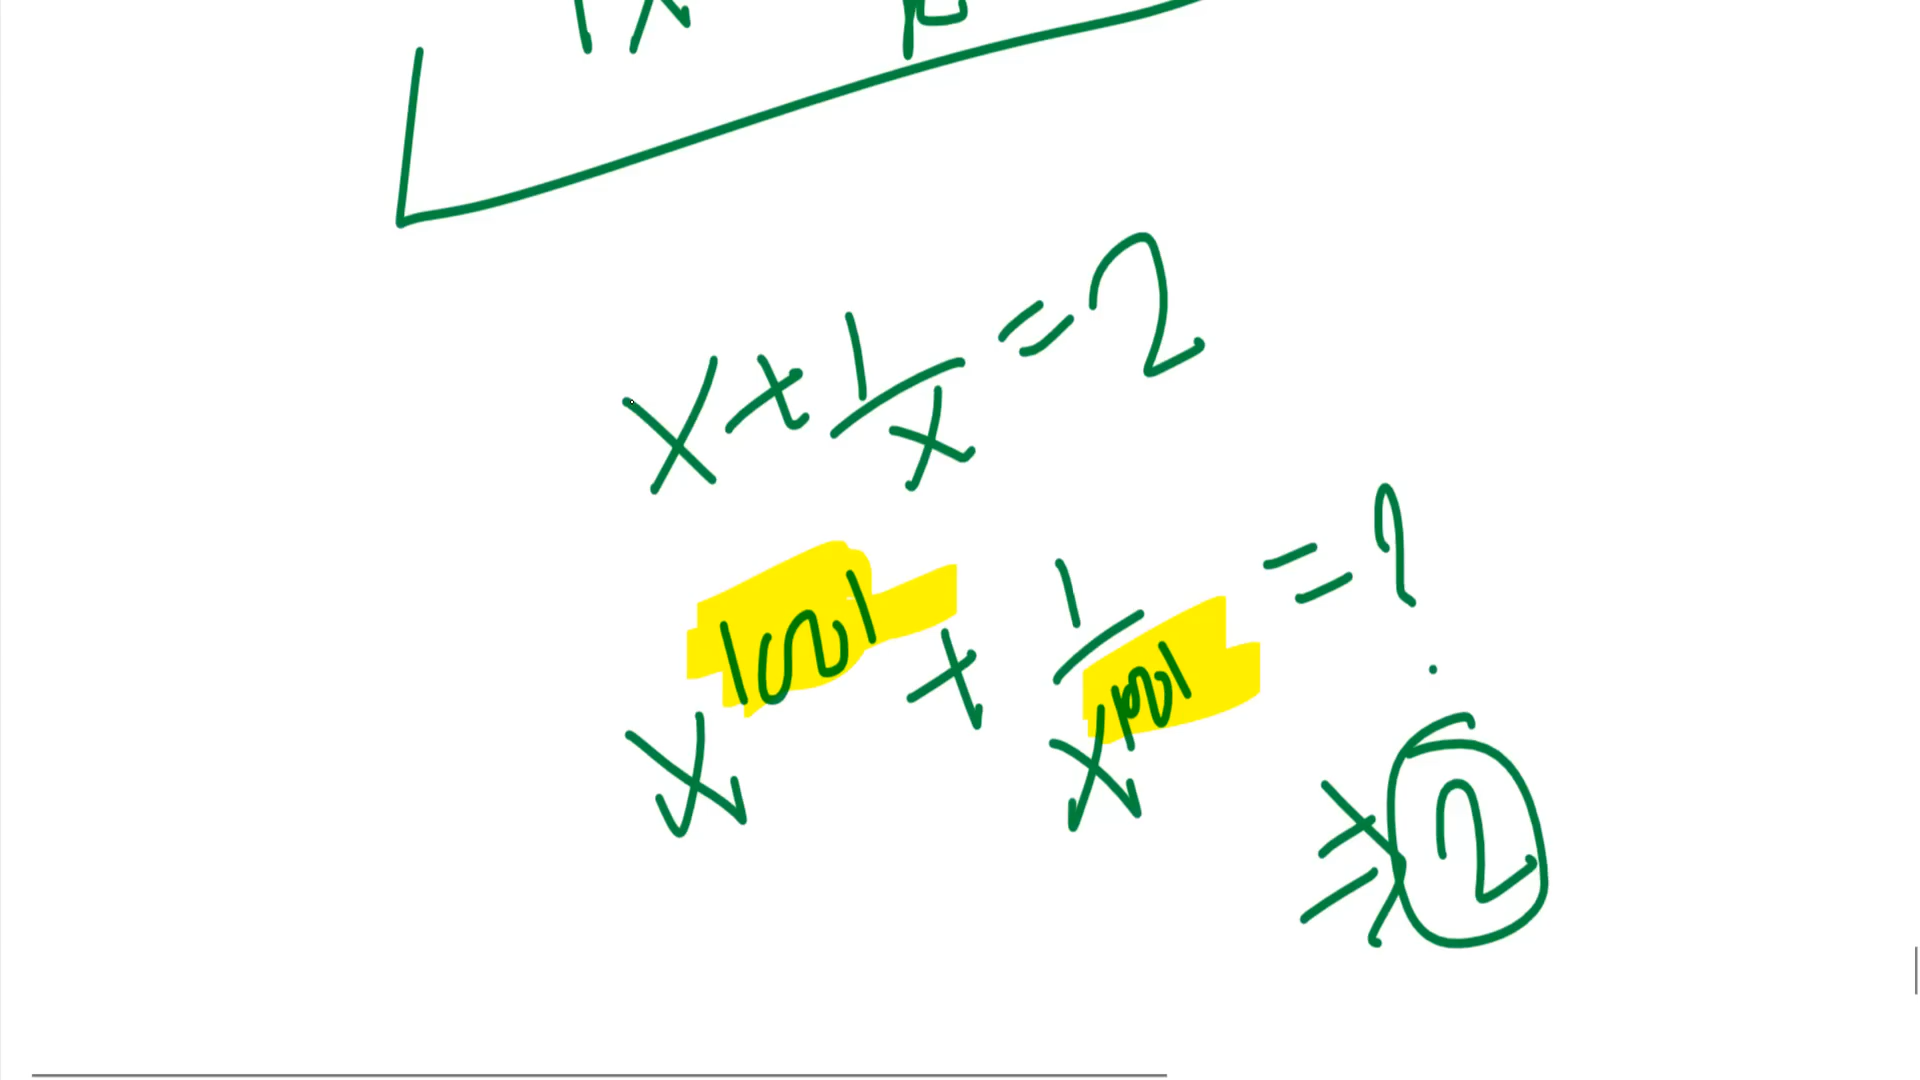 x + 1/x = 2
x^1001 + 1/x^1001 = ?
⇒ 2